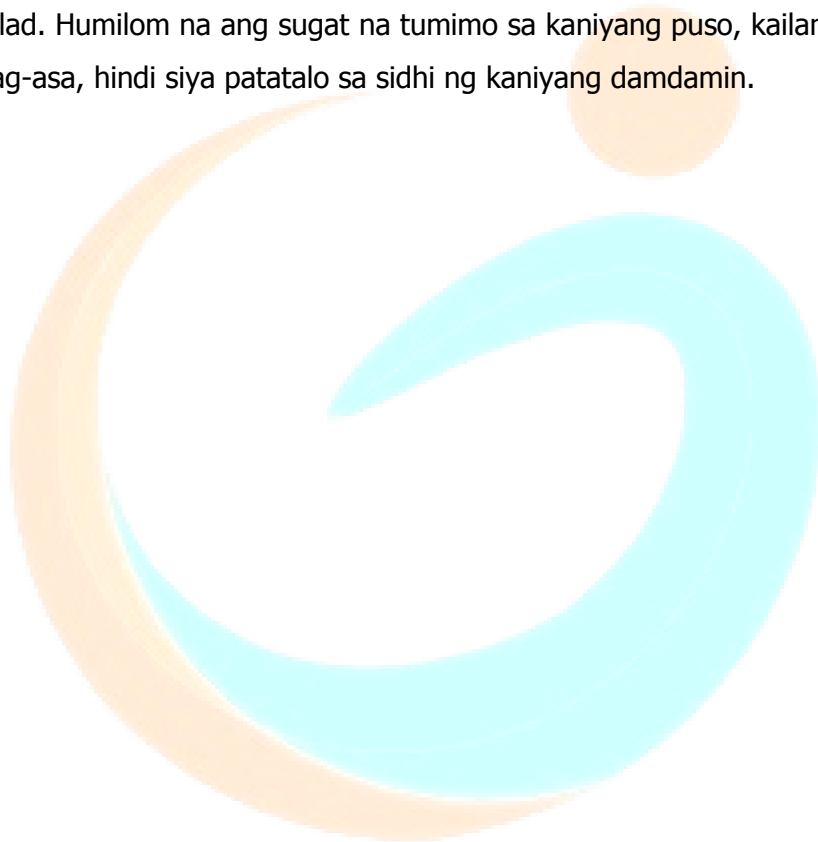 lad. Humilom na ang sugat na tumimo sa kaniyang puso, kailan
ag-asa, hindi siya patatalo sa sidhi ng kaniyang damdamin.